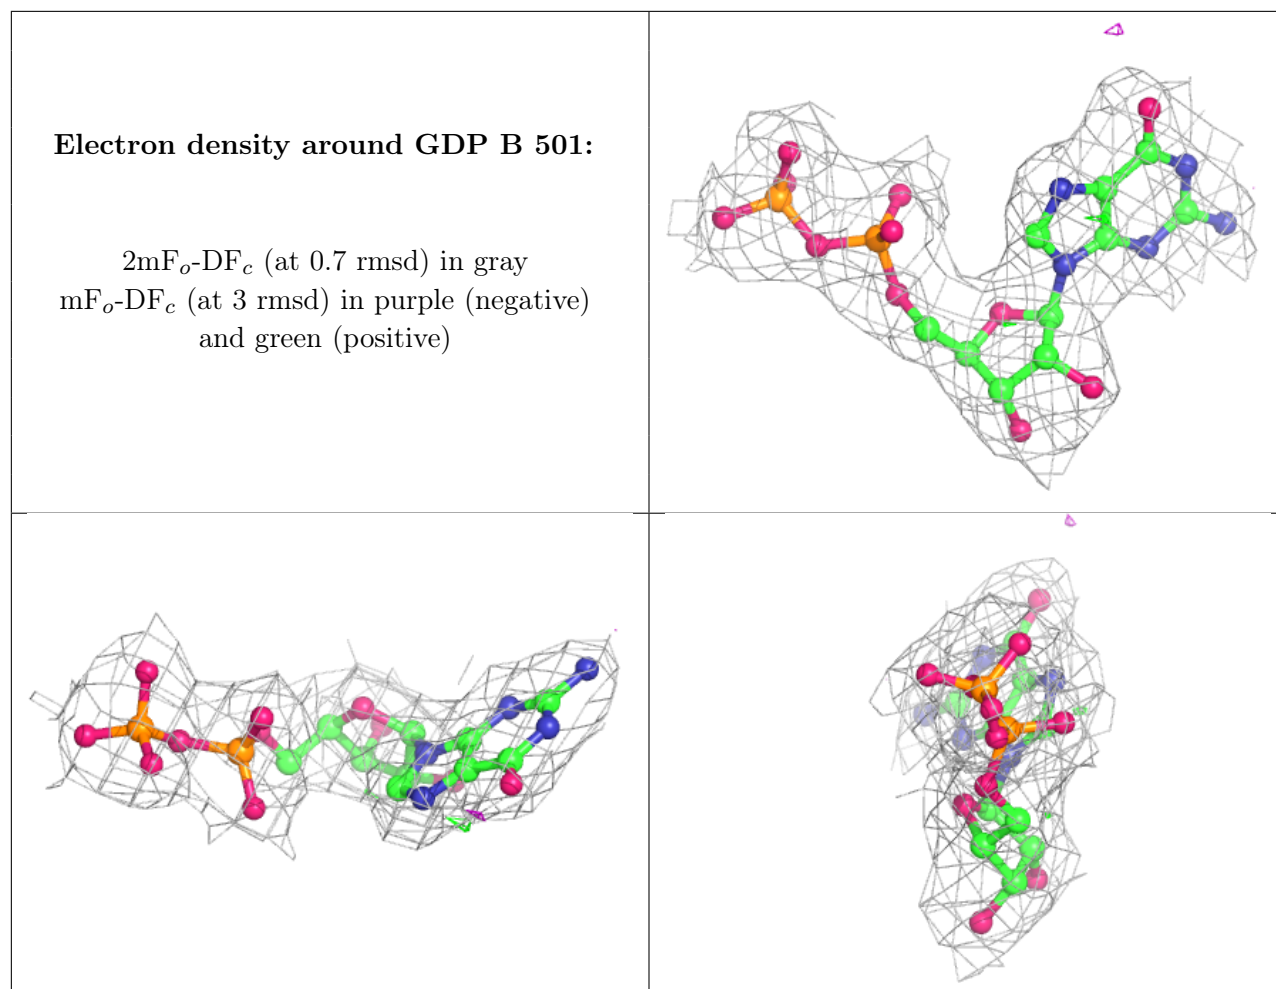 Electron density around GDP B 501:
2mFo-DFc (at 0.7 rmsd) in gray
mFo-DFc (at 3 rmsd) in purple (negative)
and green (positive)